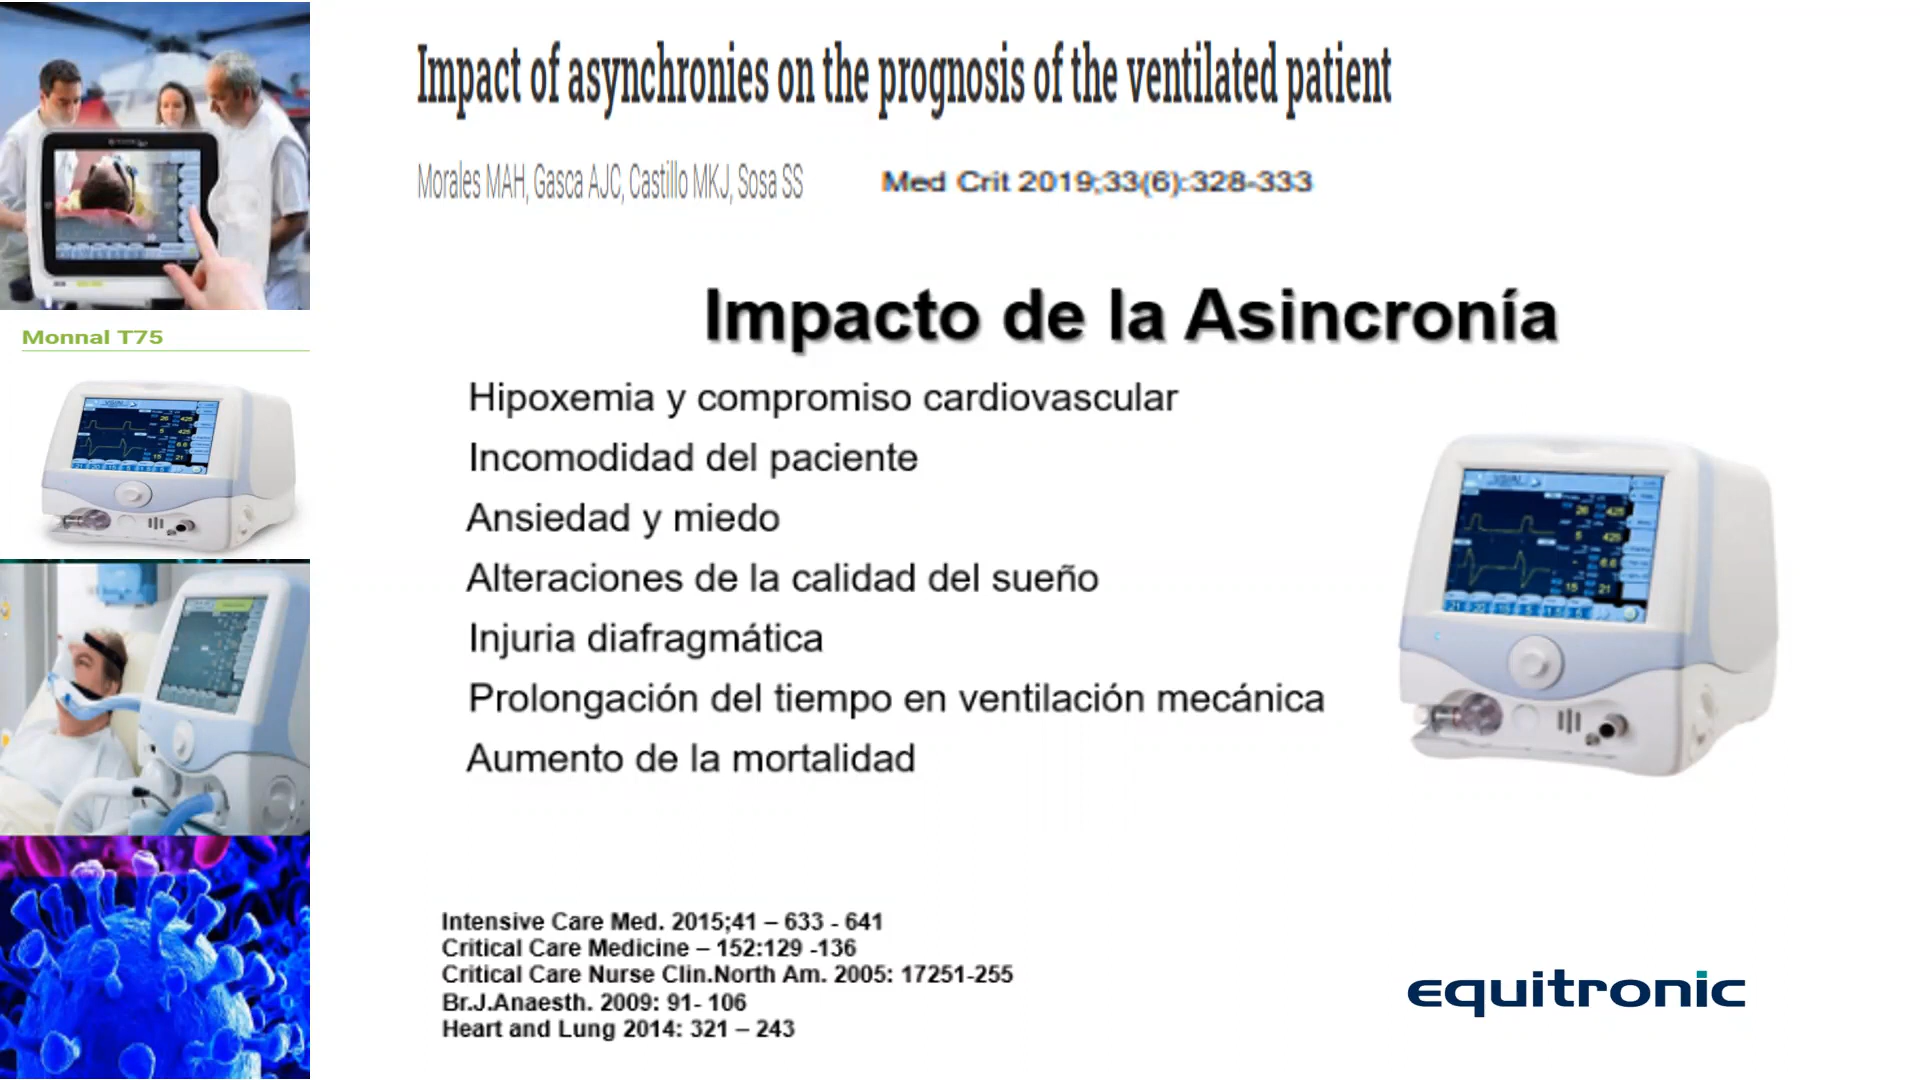 Impact of asynchronies on the prognosis of the ventilated patient
Morales MAH, Gasca AJC, Castillo MKJ, Sosa SS
Med Crit 2019;33(6):328-333
Monnal T75
Impacto de la Asincronía
Hipoxemia y compromiso cardiovascular
Incomodidad del paciente
Ansiedad y miedo
Alteraciones de la calidad del sueño
Injuria diafragmática
Prolongación del tiempo en ventilación mecánica
Aumento de la mortalidad
Intensive Care Med. 2015;41 – 633 - 641
Critical Care Medicine – 152:129 -136
Critical Care Nurse Clin.North Am. 2005: 17251-255
Br.J.Anaesth. 2009: 91- 106
Heart and Lung 2014: 321 – 243
equitronic